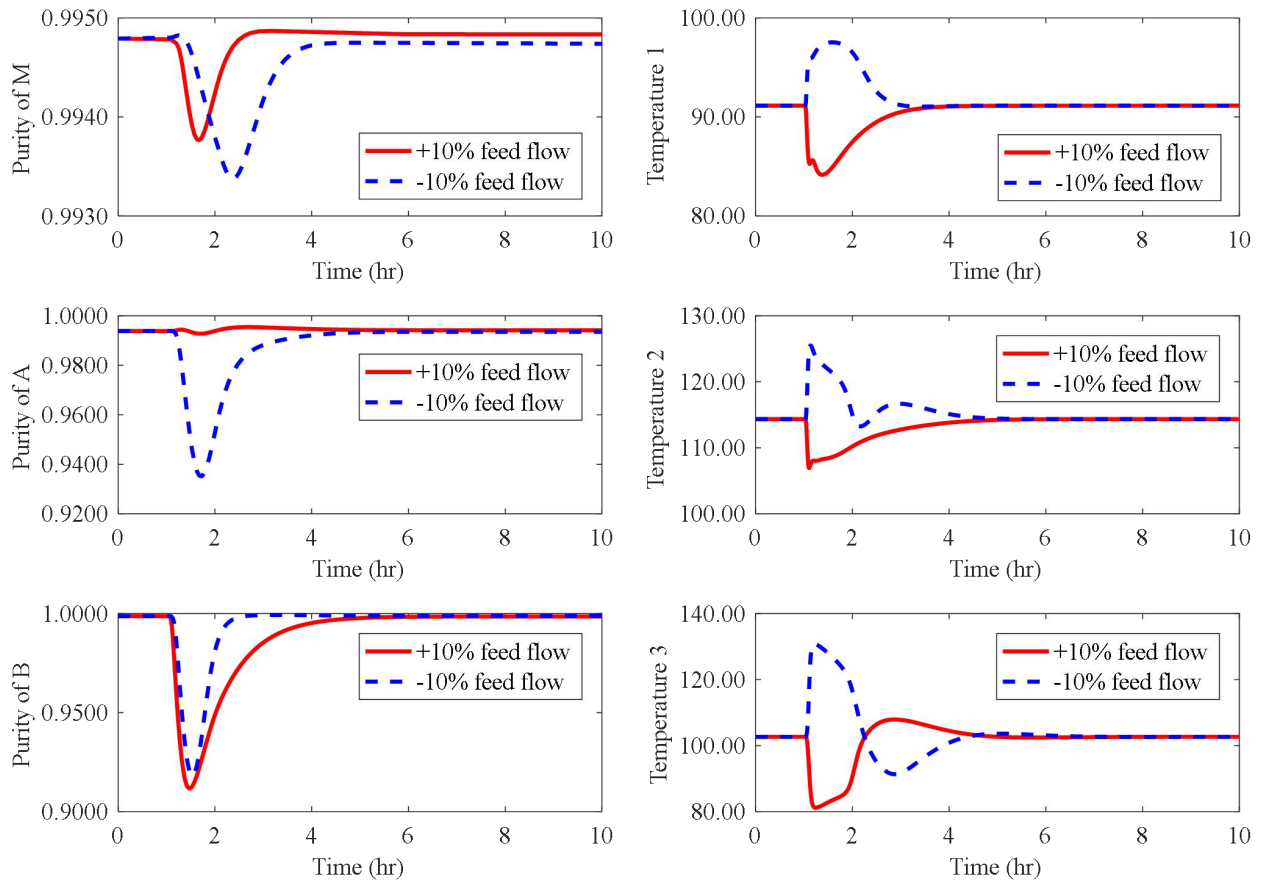 Purity of M
0.9950
0.9940
0.9930
+10% feed flow
-10% feed flow
0 2 4 6 8 10
Time (hr)
Temperature 1
100.00
90.00
80.00
+10% feed flow
-10% feed flow
0 2 4 6 8 10
Time (hr)
Purity of A
1.0000
0.9800
0.9600
0.9400
0.9200
+10% feed flow
-10% feed flow
0 2 4 6 8 10
Time (hr)
Temperature 2
130.00
120.00
110.00
100.00
+10% feed flow
-10% feed flow
0 2 4 6 8 10
Time (hr)
Purity of B
1.0000
0.9500
0.9000
+10% feed flow
-10% feed flow
0 2 4 6 8 10
Time (hr)
Temperature 3
140.00
120.00
100.00
80.00
+10% feed flow
-10% feed flow
0 2 4 6 8 10
Time (hr)